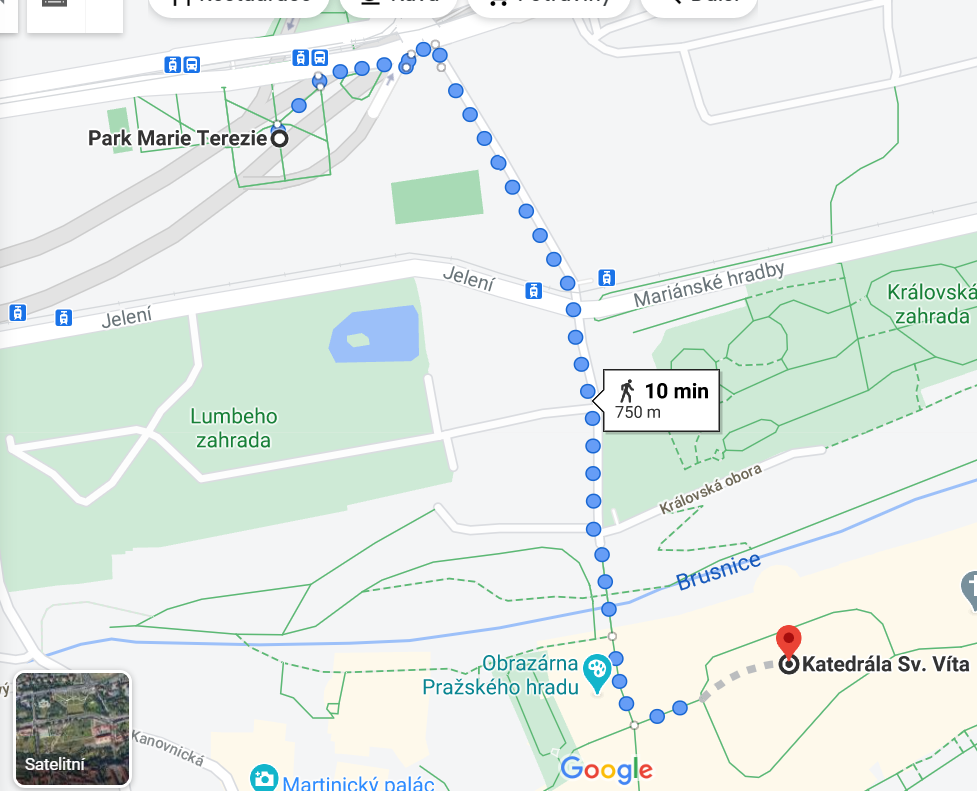 Park Marie Terezie
Jelení
Mariánské hradby
Jelení
Královská
zahrada
10 min
750 m
Lumbeho
zahrada
Královská obora
Brusnice
Obrazárna
Pražského hradu
Katedrála Sv. Víta
Satelitní
Kanovnická
Google
Martinický palác